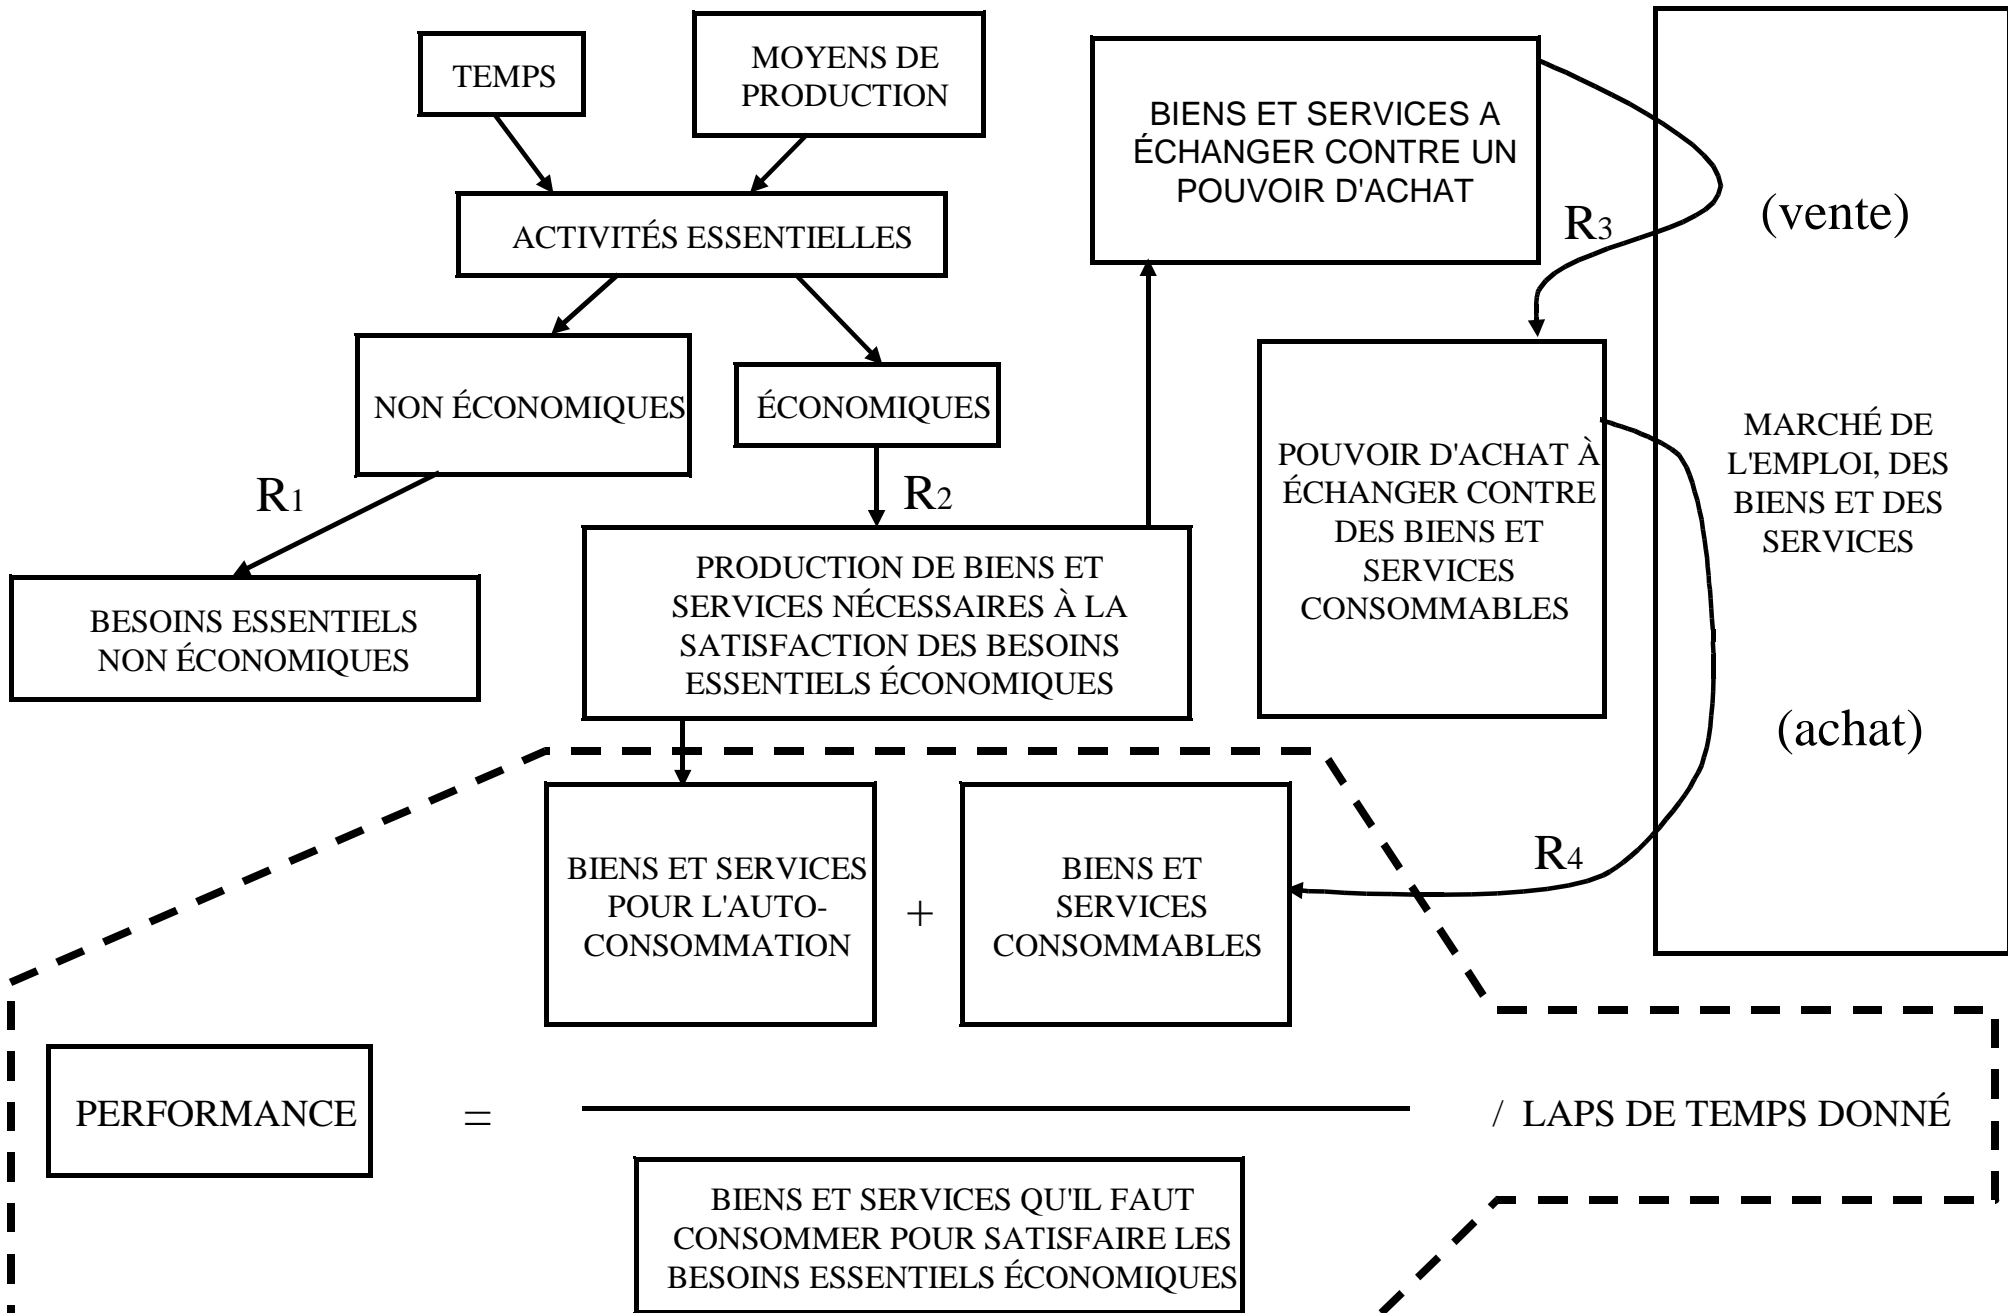 TEMPS
MOYENS DE
PRODUCTION
ACTIVITÉS ESSENTIELLES
NON ÉCONOMIQUES
ÉCONOMIQUES
R1
R2
BESOINS ESSENTIELS
NON ÉCONOMIQUES
PRODUCTION DE BIENS ET
SERVICES NÉCESSAIRES À LA
SATISFACTION DES BESOINS
ESSENTIELS ÉCONOMIQUES
BIENS ET SERVICES A
ÉCHANGER CONTRE UN
POUVOIR D'ACHAT
R3
(vente)
POUVOIR D'ACHAT À
ÉCHANGER CONTRE
DES BIENS ET
SERVICES
CONSOMMABLES
MARCHÉ DE
L'EMPLOI, DES
BIENS ET DES
SERVICES
(achat)
R4
BIENS ET SERVICES
POUR L'AUTO-
CONSOMMATION
+
BIENS ET
SERVICES
CONSOMMABLES
PERFORMANCE
=
/ LAPS DE TEMPS DONNÉ
BIENS ET SERVICES QU'IL FAUT
CONSOMMER POUR SATISFAIRE LES
BESOINS ESSENTIELS ÉCONOMIQUES